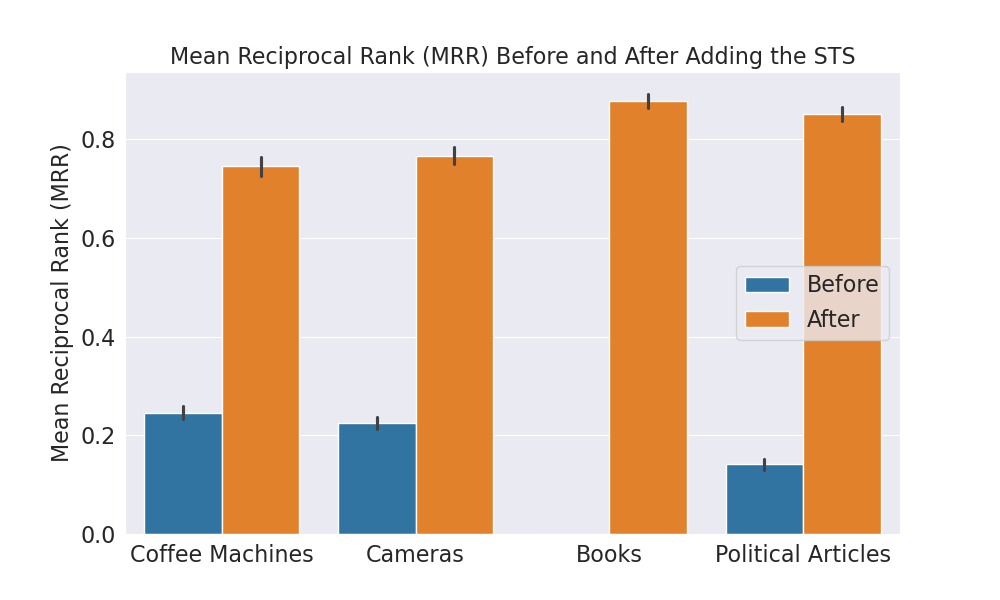 Mean Reciprocal Rank (MRR) Before and After Adding the STS
Mean Reciprocal Rank (MRR)
0.8
0.6
0.4
0.2
0.0
Before
After
Coffee Machines Cameras Books Political Articles